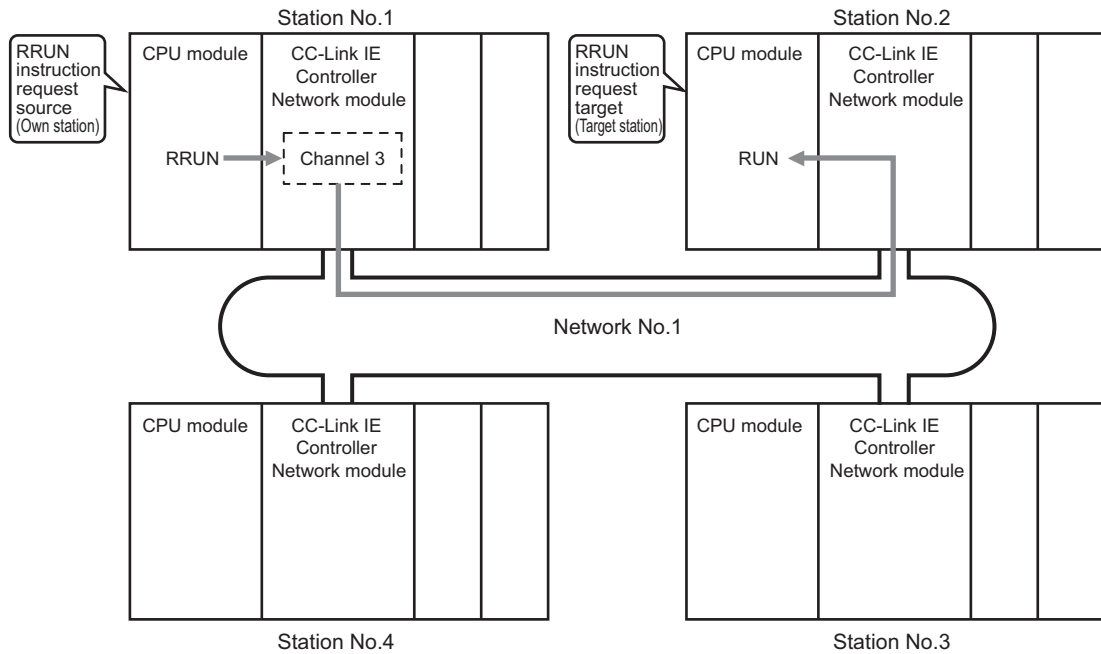 Station No.1
Station No.2
RRUN
instruction
request
source
(Own station)
CPU module
CC-Link IE
Controller
Network module
RRUN
Channel 3
RRUN
instruction
request
target
(Target station)
CPU module
CC-Link IE
Controller
Network module
RUN
Network No.1
CPU module
CC-Link IE
Controller
Network module
CPU module
CC-Link IE
Controller
Network module
Station No.4
Station No.3